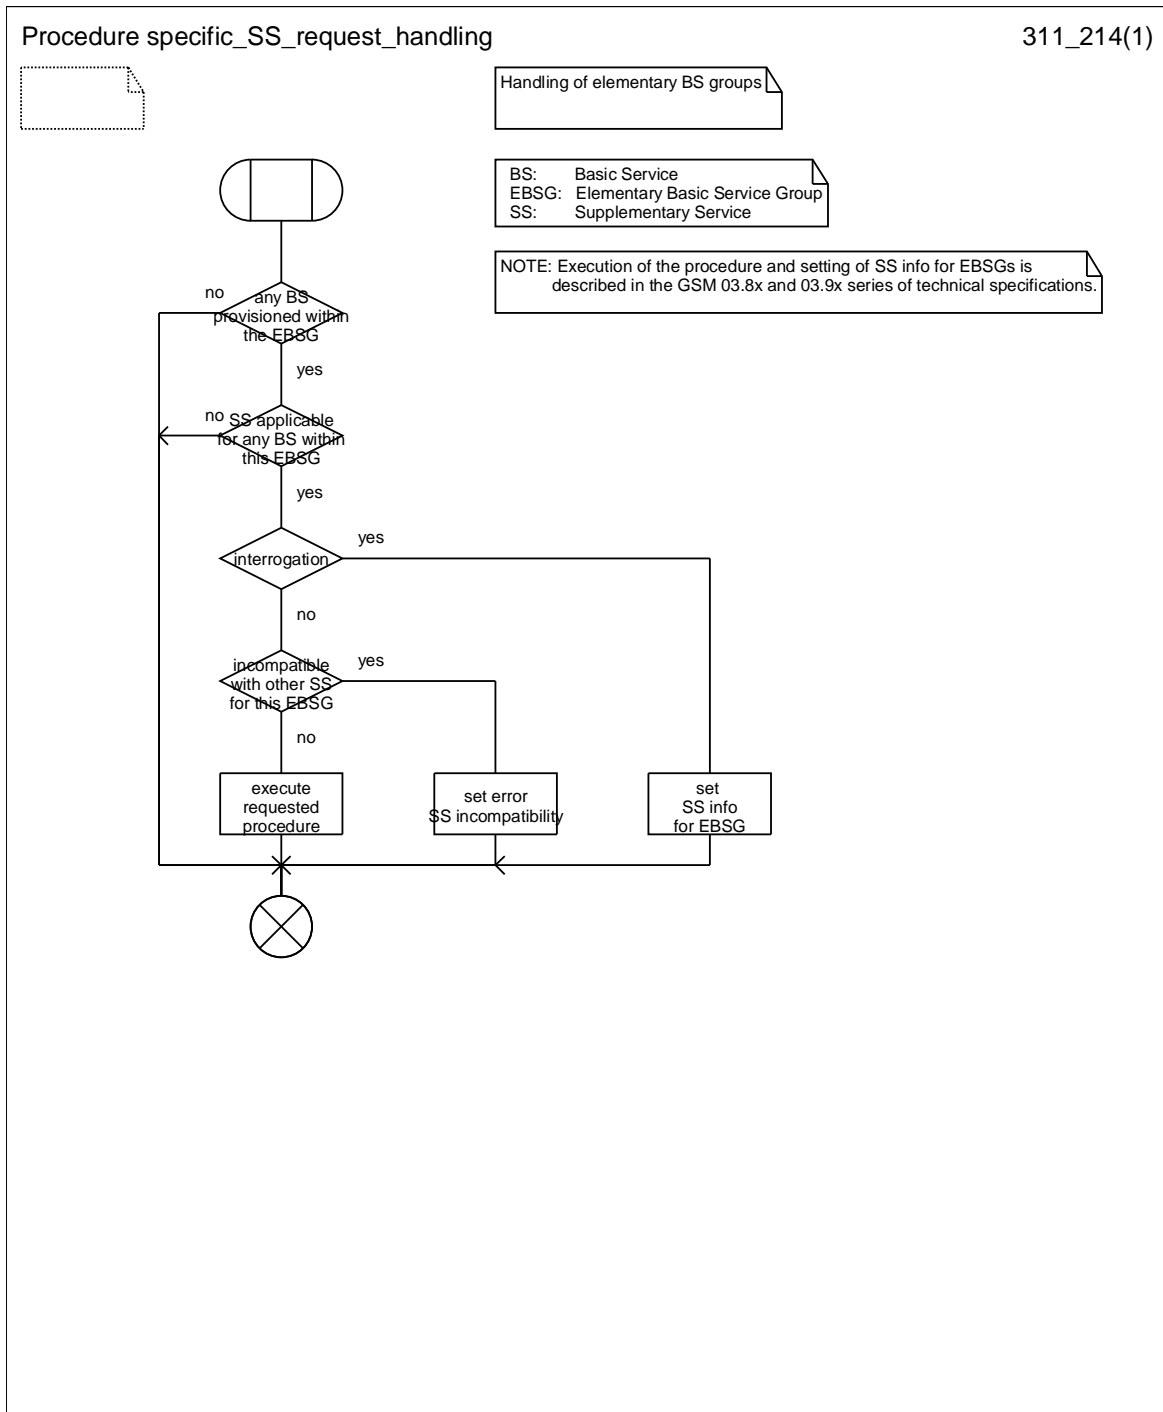 Procedure specific_SS_request_handling
311_214(1)
Handling of elementary BS groups
BS: Basic Service
EBSG: Elementary Basic Service Group
SS: Supplementary Service
NOTE: Execution of the procedure and setting of SS info for EBSGs is
described in the GSM 03.8x and 03.9x series of technical specifications.
no
any BS
provisioned within
the EBSG
yes
no
SS applicable
for any BS within
this EBSG
yes
interrogation
yes
no
incompatible
with other SS
for this EBSG
yes
no
execute
requested
procedure
set error
SS incompatibility
set
SS info
for EBSG